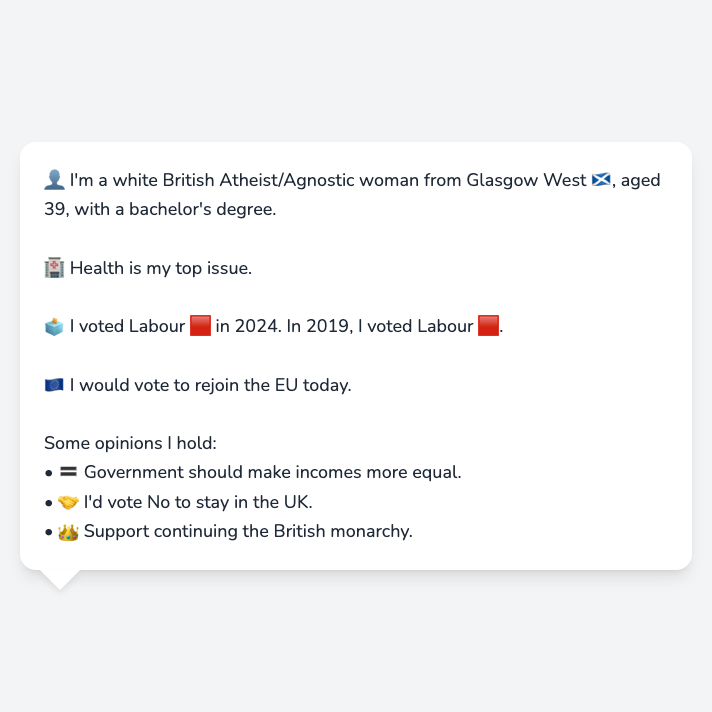 👤 I'm a white British Atheist/Agnostic woman from Glasgow West 🏴󠁧󠁢󠁳󠁣󠁴󠁿, aged
39, with a bachelor's degree.
🏥 Health is my top issue.
🗳️ I voted Labour 🟥 in 2024. In 2019, I voted Labour 🟥.
🇪🇺 I would vote to rejoin the EU today.
Some opinions I hold:
• 🟰 Government should make incomes more equal.
• 🤝 I'd vote No to stay in the UK.
• 👑 Support continuing the British monarchy.